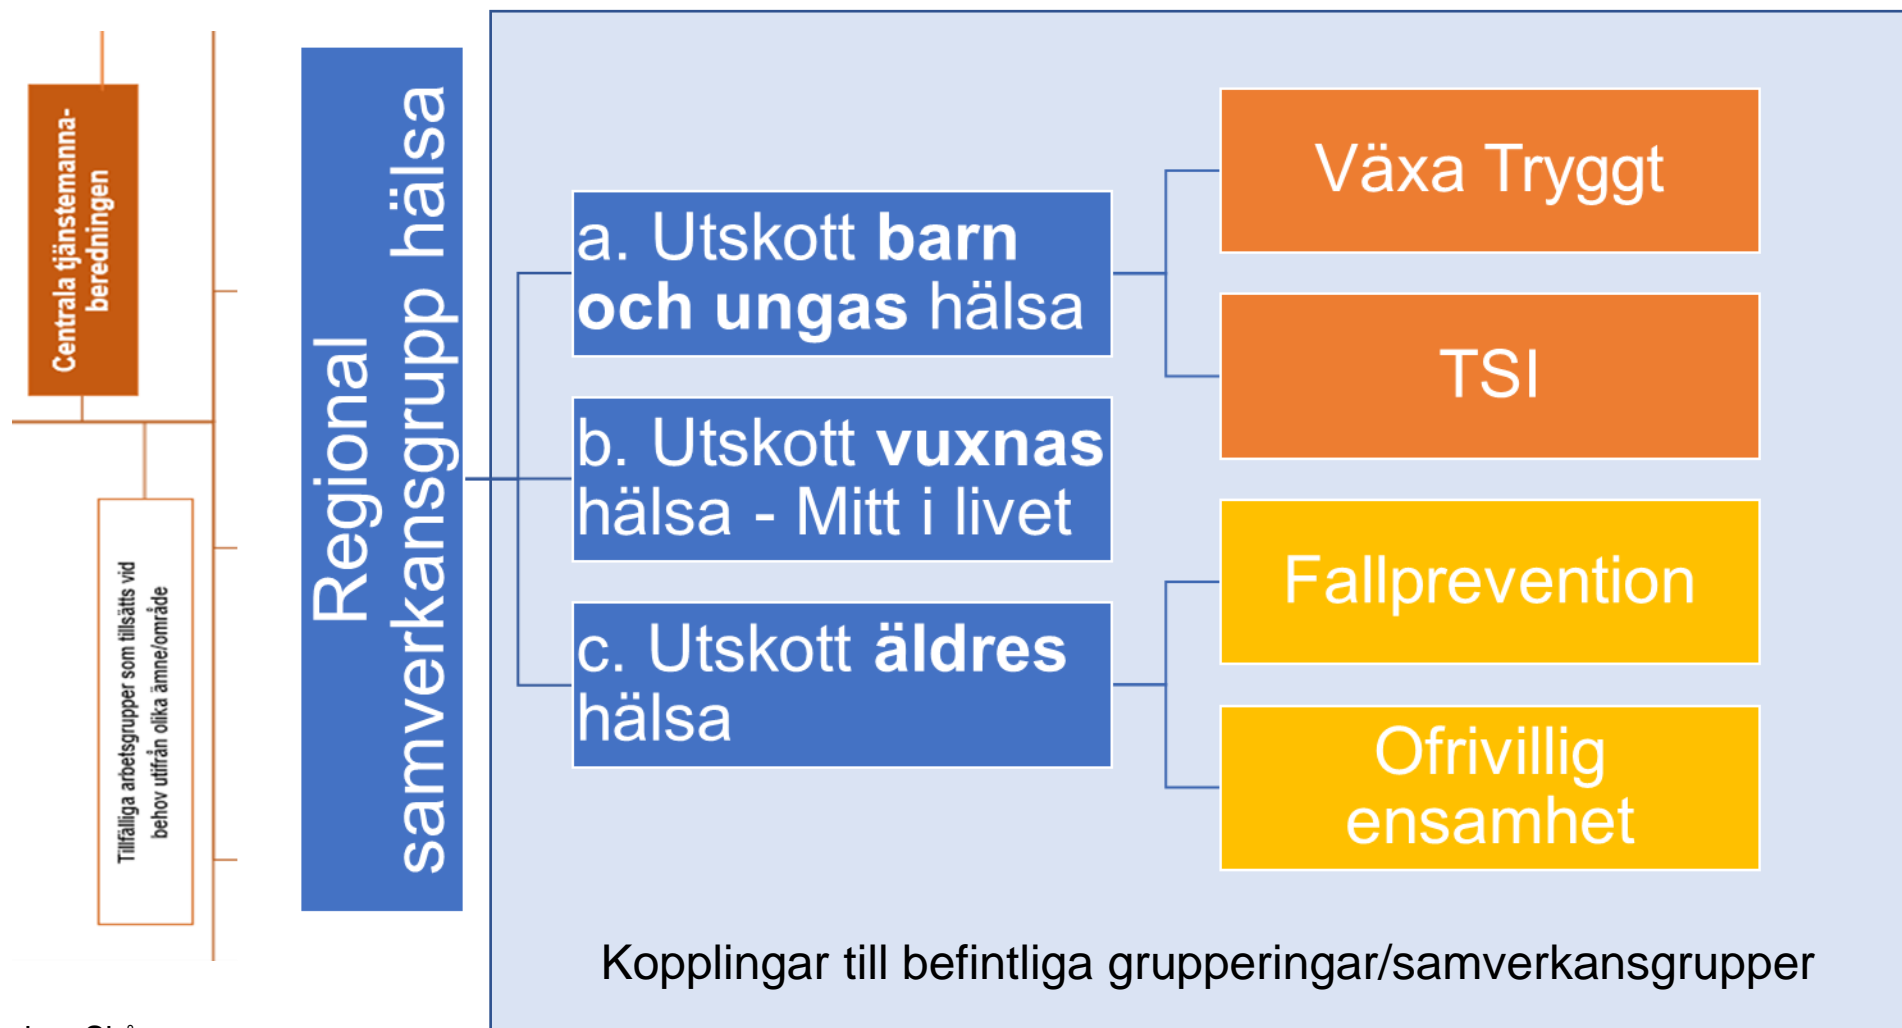 Centrala tjänstemanna-
beredningen
Tillfälliga arbetsgrupper som tillsätts vid
behov utifrån olika ämne/område
Regional
samverkansgrupp hälsa
a. Utskott barn
och ungas hälsa
b. Utskott vuxnas
hälsa - Mitt i livet
c. Utskott äldres
hälsa
Växa Tryggt
TSI
Fallprevention
Ofrivillig
ensamhet
Kopplingar till befintliga grupperingar/samverkansgrupper